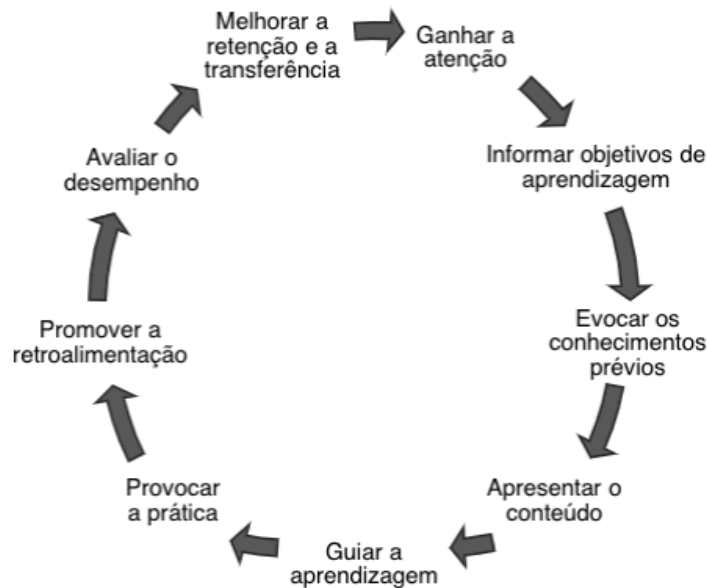 Melhorar a
retenção e a
transferência
Ganhar a
atenção
Informar objetivos de
aprendizagem
Evocar os
conhecimentos
prévios
Apresentar o
conteúdo
Guiar a
aprendizagem
Provocar
a prática
Promover a
retroalimentação
Avaliar o
desempenho